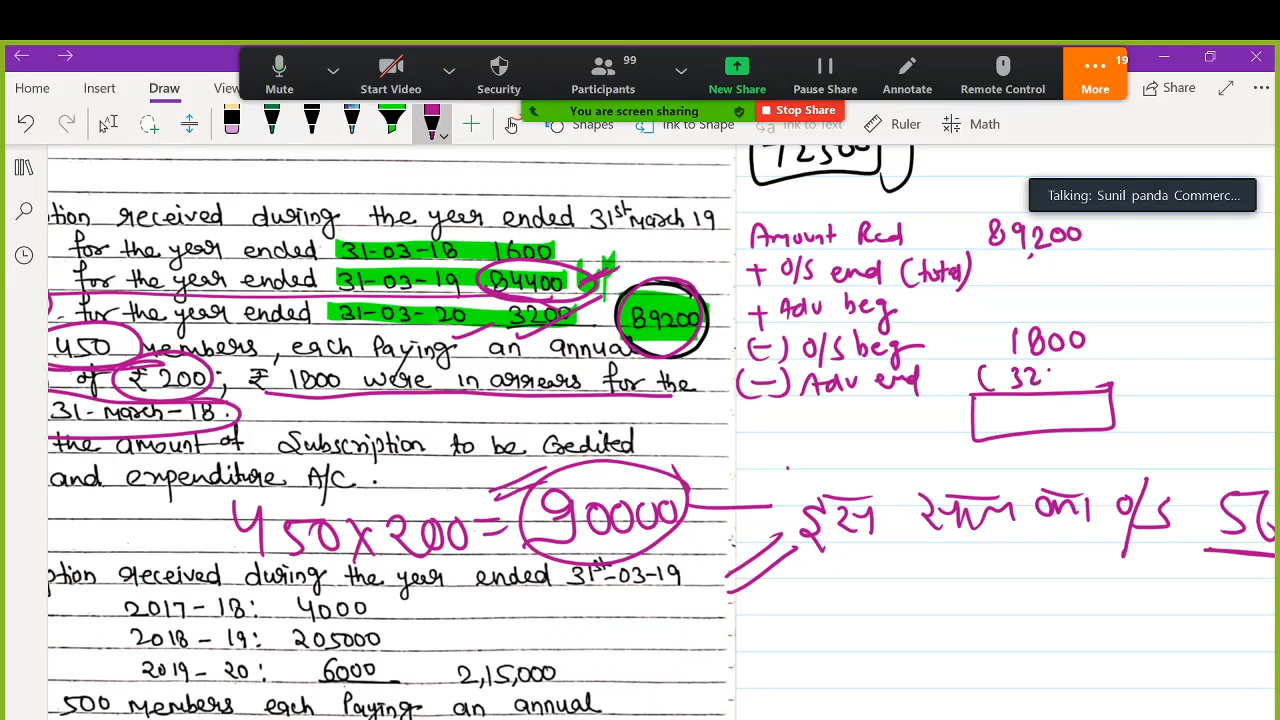 99
19
Mute
Start Video
Security
Participants
New Share
Pause Share
Annotate
Remote Control
More
You are screen sharing
Stop Share
Home
Insert
Draw
View
Share
Shapes
Ink to Shape
Ink to Text
Ruler
Math
Talking: Sunil panda Commerc...
72500
tion received during the year ended 31st March 19
for the year ended 31-03-18 1600
for the year ended 31-03-19 84400
for the year ended 31-03-20 3200
89200
450 members, each Paying an annual
of ₹ 200; ₹ 1800 were in arrears for the
31-march-18.
the amount of Subscription to be Credited
and expenditure A/C.
450 x 200 = 90000
ption received during the year ended 31st-03-19
2017-18: 4000
2018-19: 205000
2019-20: 6000 2,15,000
500 members each Paying an annual
Amount Rcd 89200
+ O/S end (total)
+ Adv beg
(-) O/S beg 1800
(-) Adv end (32
इस साल का O/S